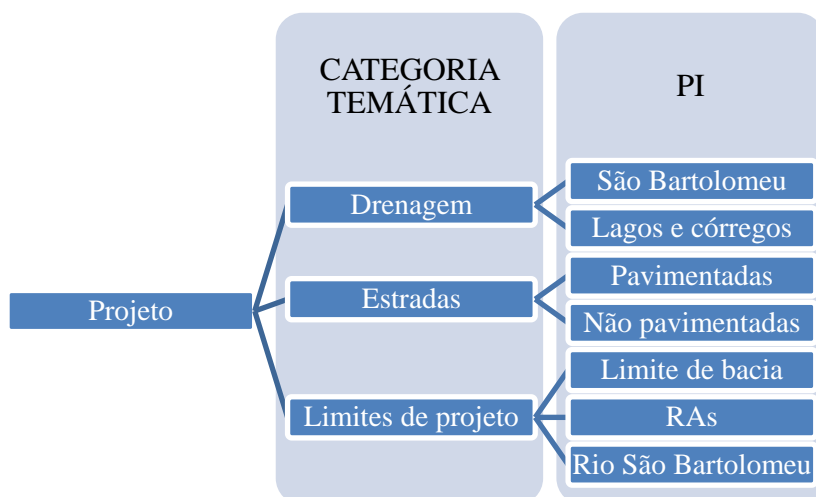 CATEGORIA
TEMÁTICA
PI
Projeto
Drenagem
São Bartolomeu
Lagos e córregos
Estradas
Pavimentadas
Não pavimentadas
Limites de projeto
Limite de bacia
RAs
Rio São Bartolomeu